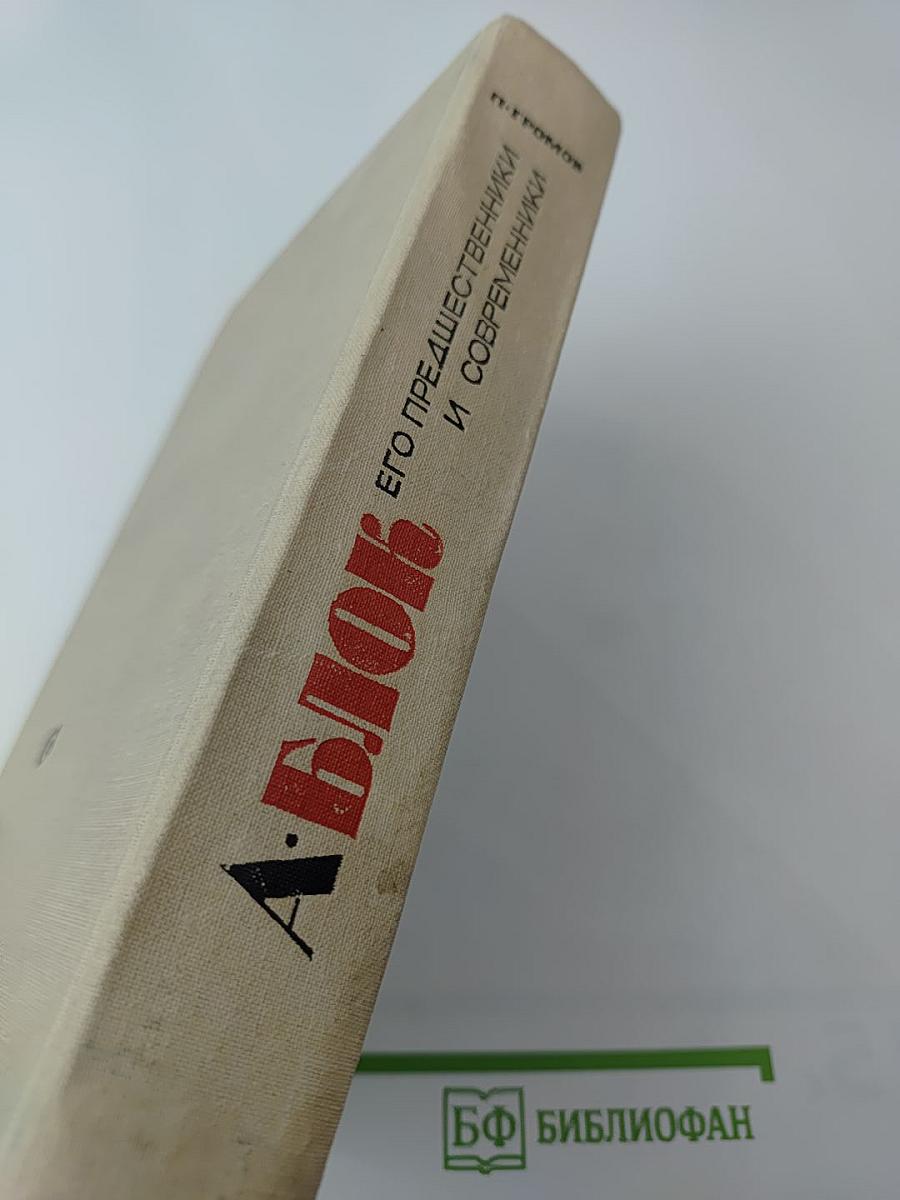 П·ГРОМОВ
А·БЛОК
ЕГО ПРЕДШЕСТВЕННИКИ
И СОВРЕМЕННИКИ
БФ БИБЛИОФАН